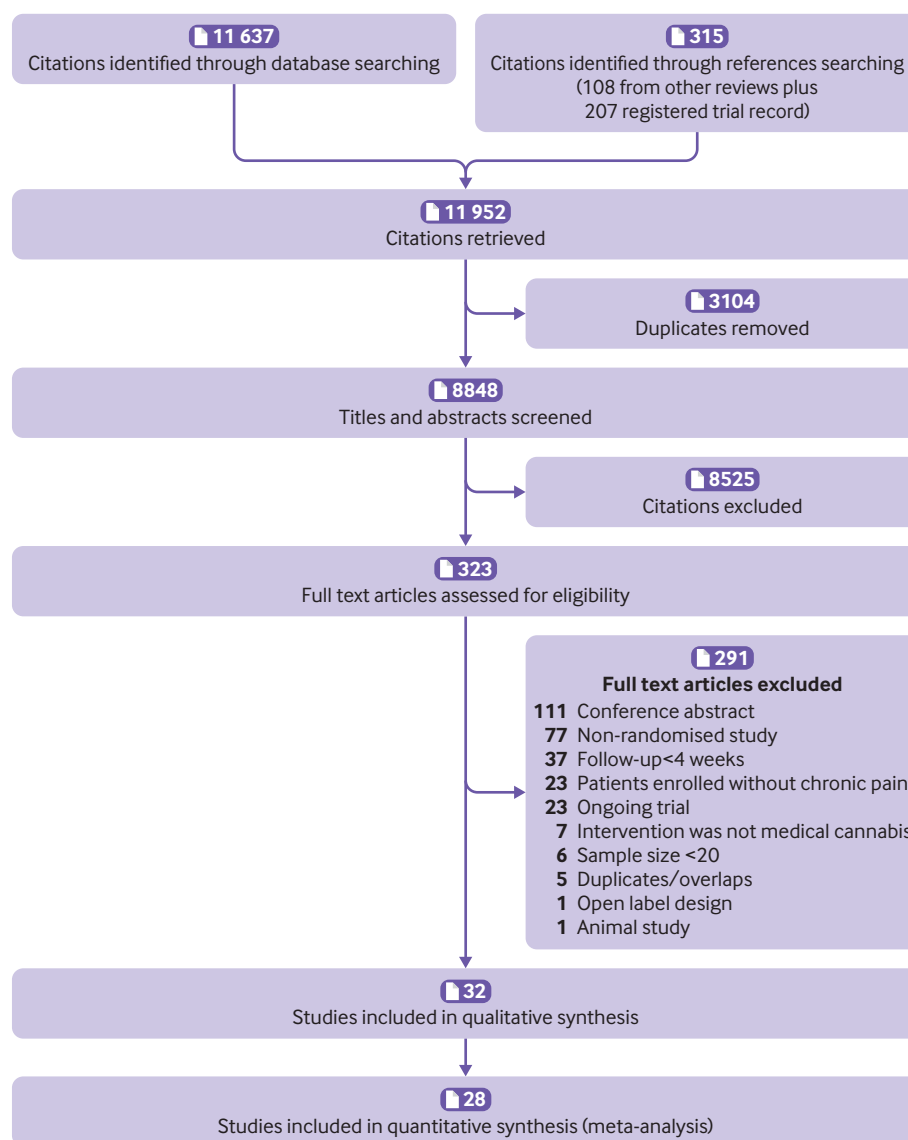 11 637
Citations identified through database searching
315
Citations identified through references searching
(108 from other reviews plus
207 registered trial record)
11 952
Citations retrieved
3104
Duplicates removed
8848
Titles and abstracts screened
8525
Citations excluded
323
Full text articles assessed for eligibility
291
Full text articles excluded
111 Conference abstract
77 Non-randomised study
37 Follow-up<4 weeks
23 Patients enrolled without chronic pain
23 Ongoing trial
7 Intervention was not medical cannabis
6 Sample size <20
5 Duplicates/overlaps
1 Open label design
1 Animal study
32
Studies included in qualitative synthesis
28
Studies included in quantitative synthesis (meta-analysis)